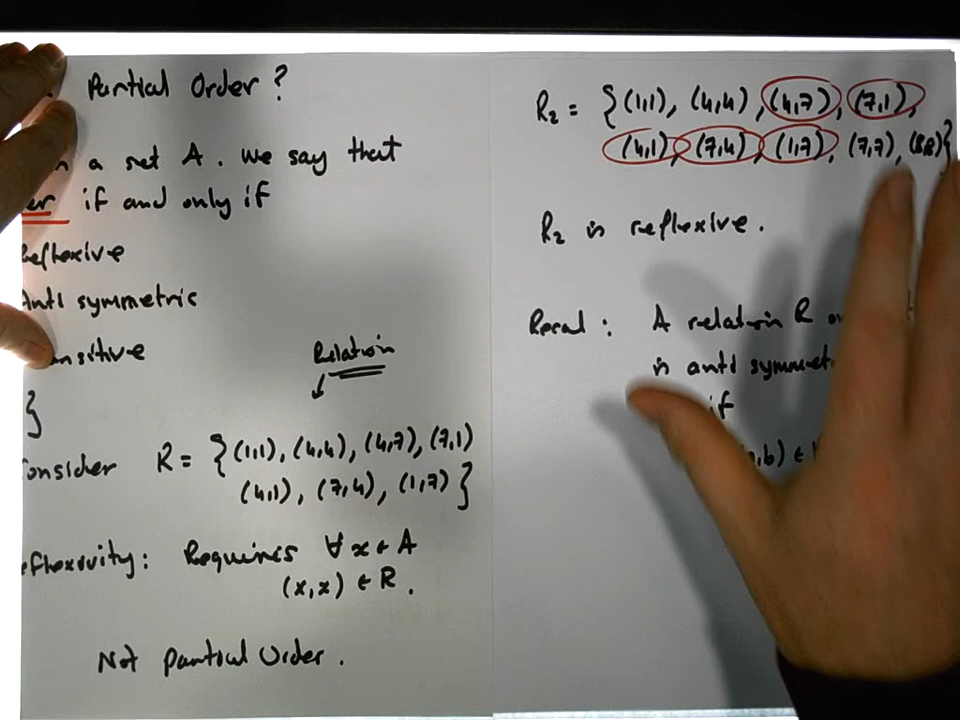 Partial Order?
a set A. We say that
if and only if
Reflexive
Anti symmetric
nsitive
Relation
}
onsider R = {(1,1), (4,4), (4,7), (7,1)
(4,1), (7,4), (1,7)}
eflexivity: Requires ∀ x ∈ A
(x,x) ∈ R.
Not Partial Order.
R₂ = {(1,1), (4,4), (4,7), (7,1),
(4,1), (7,4), (1,7), (7,7), (8,8)}
R₂ is reflexive.
Recal: A relation R
is anti symmet
if
,b) ∈